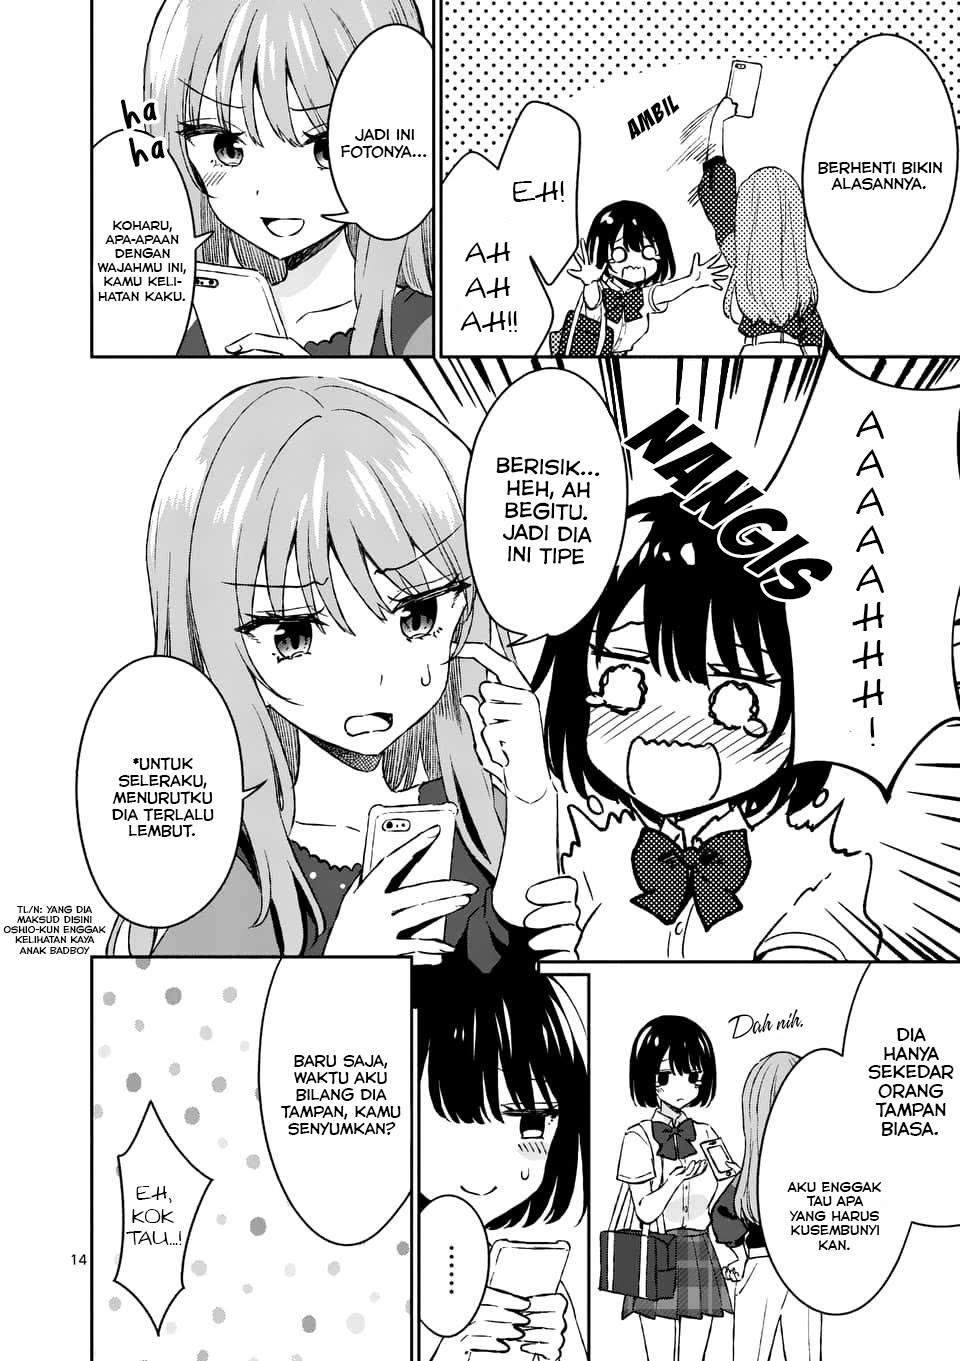 BERHENTI BIKIN
ALASANNYA.
AMBIL
EH!
AH
AH
AH!!
JADI INI
FOTONYA...
ha
ha
KOHARU,
APA-APAAN
DENGAN
WAJAHMU INI,
KAMU KELI-
HATAN KAKU.
A
A
A
A
A
H
H
!
NANGIS
BERISIK...
HEH, AH
BEGITU.
JADI DIA
INI TIPE
*UNTUK
SELERAKU,
MENURUTKU
DIA TERLALU
LEMBUT.
TL/N: YANG DIA
MAKSUD DISINI
OSHIO-KUN ENGGAK
KELIHATAN KAYA
ANAK BADBOY
DIA
HANYA
SEKEDAR
ORANG
TAMPAN
BIASA.
Dah nih.
AKU ENGGAK
TAU APA
YANG HARUS
KUSEMBUNYI
KAN.
......
BARU SAJA,
WAKTU AKU
BILANG DIA
TAMPAN, KAMU
SENYUMKAN?
EH,
KOK
TAU...!
14